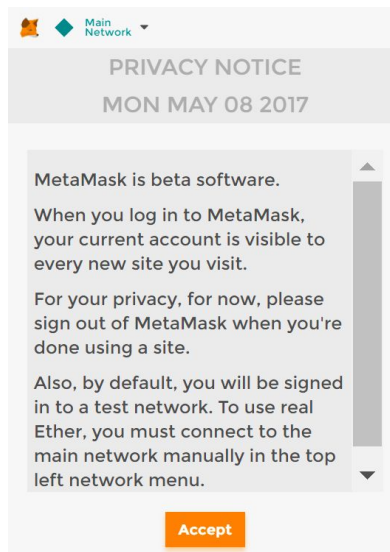 Main
Network
PRIVACY NOTICE
MON MAY 08 2017
MetaMask is beta software.
When you log in to MetaMask,
your current account is visible to
every new site you visit.
For your privacy, for now, please
sign out of MetaMask when you're
done using a site.
Also, by default, you will be signed
in to a test network. To use real
Ether, you must connect to the
main network manually in the top
left network menu.
Accept